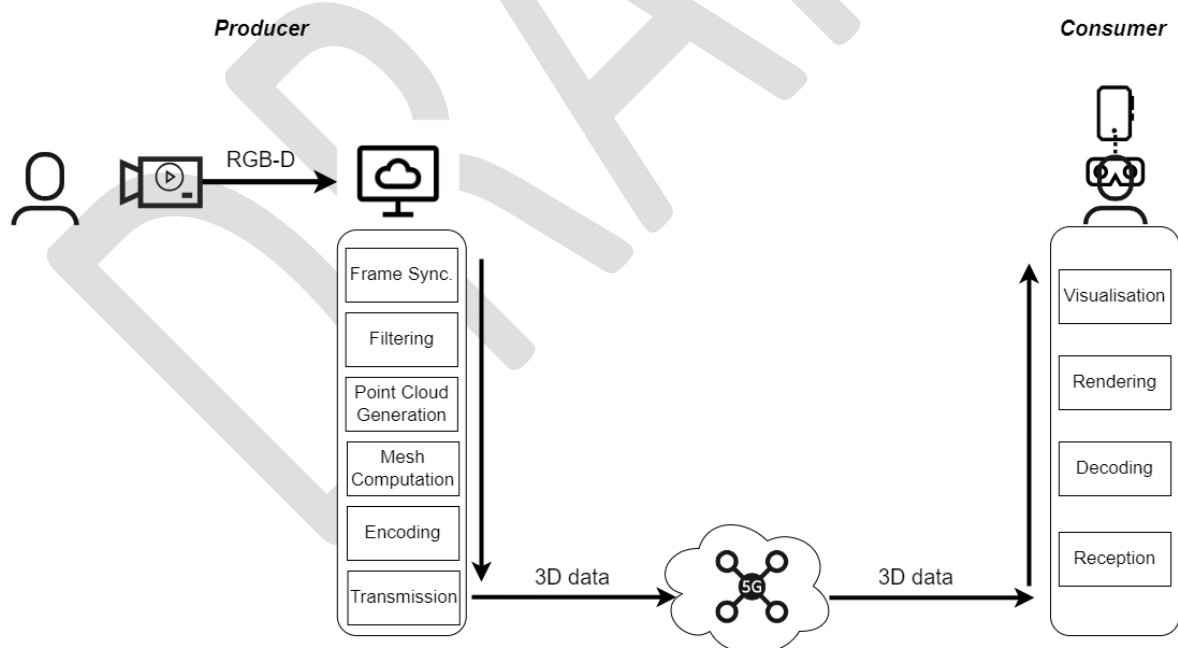 Producer
Consumer
RGB-D
Frame Sync.
Filtering
Point Cloud
Generation
Mesh
Computation
Encoding
Transmission
3D data
5G
3D data
Visualisation
Rendering
Decoding
Reception